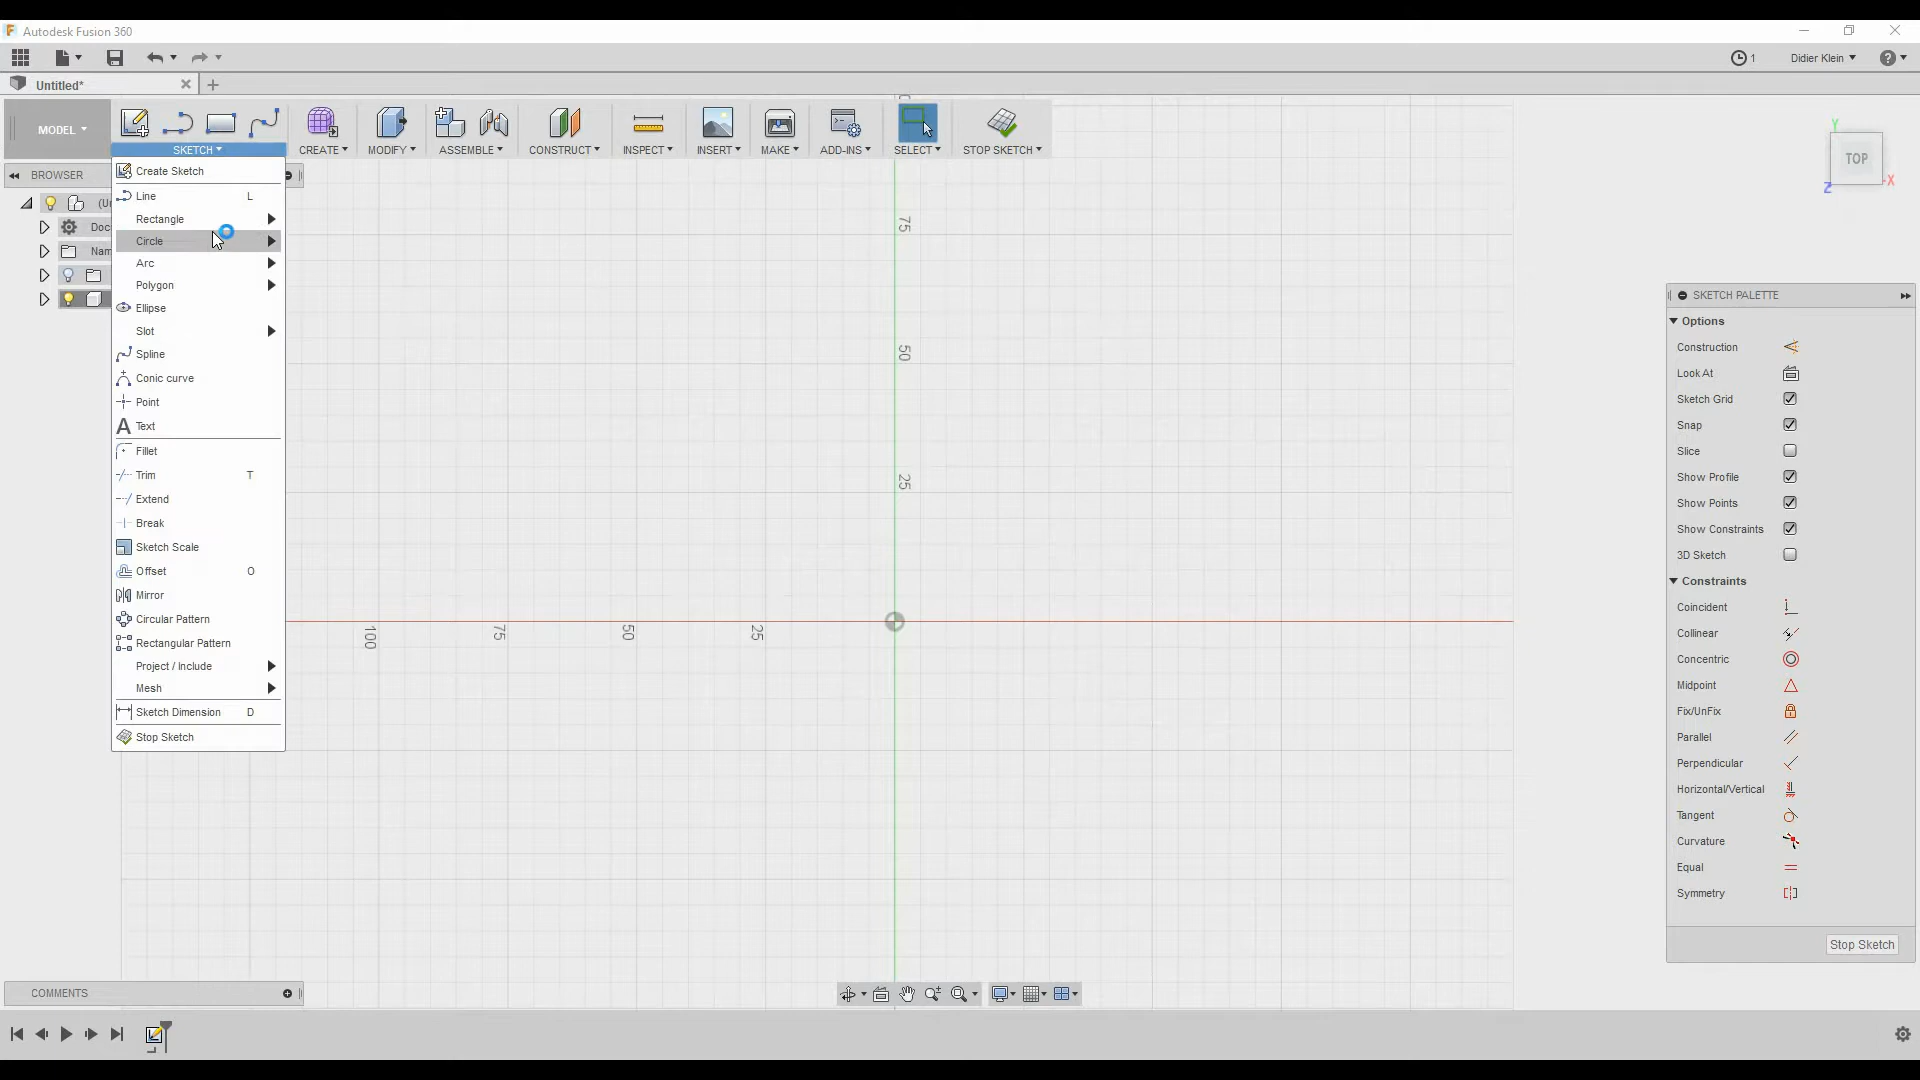 Autodesk Fusion 360
1
Didier Klein
Untitled*
MODEL
SKETCH
CREATE
MODIFY
ASSEMBLE
CONSTRUCT
INSPECT
INSERT
MAKE
ADD-INS
SELECT
STOP SKETCH
Y
TOP
X
Z
BROWSER
(Un
Doc
Nam
Create Sketch
Line L
Rectangle
Circle
Arc
Polygon
Ellipse
Slot
Spline
Conic curve
Point
Text
Fillet
Trim T
Extend
Break
Sketch Scale
Offset O
Mirror
Circular Pattern
Rectangular Pattern
Project / Include
Mesh
Sketch Dimension D
Stop Sketch
75
50
25
100
75
50
25
SKETCH PALETTE
Options
Construction
Look At
Sketch Grid
Snap
Slice
Show Profile
Show Points
Show Constraints
3D Sketch
Constraints
Coincident
Collinear
Concentric
Midpoint
Fix/UnFix
Parallel
Perpendicular
Horizontal/Vertical
Tangent
Curvature
Equal
Symmetry
Stop Sketch
COMMENTS